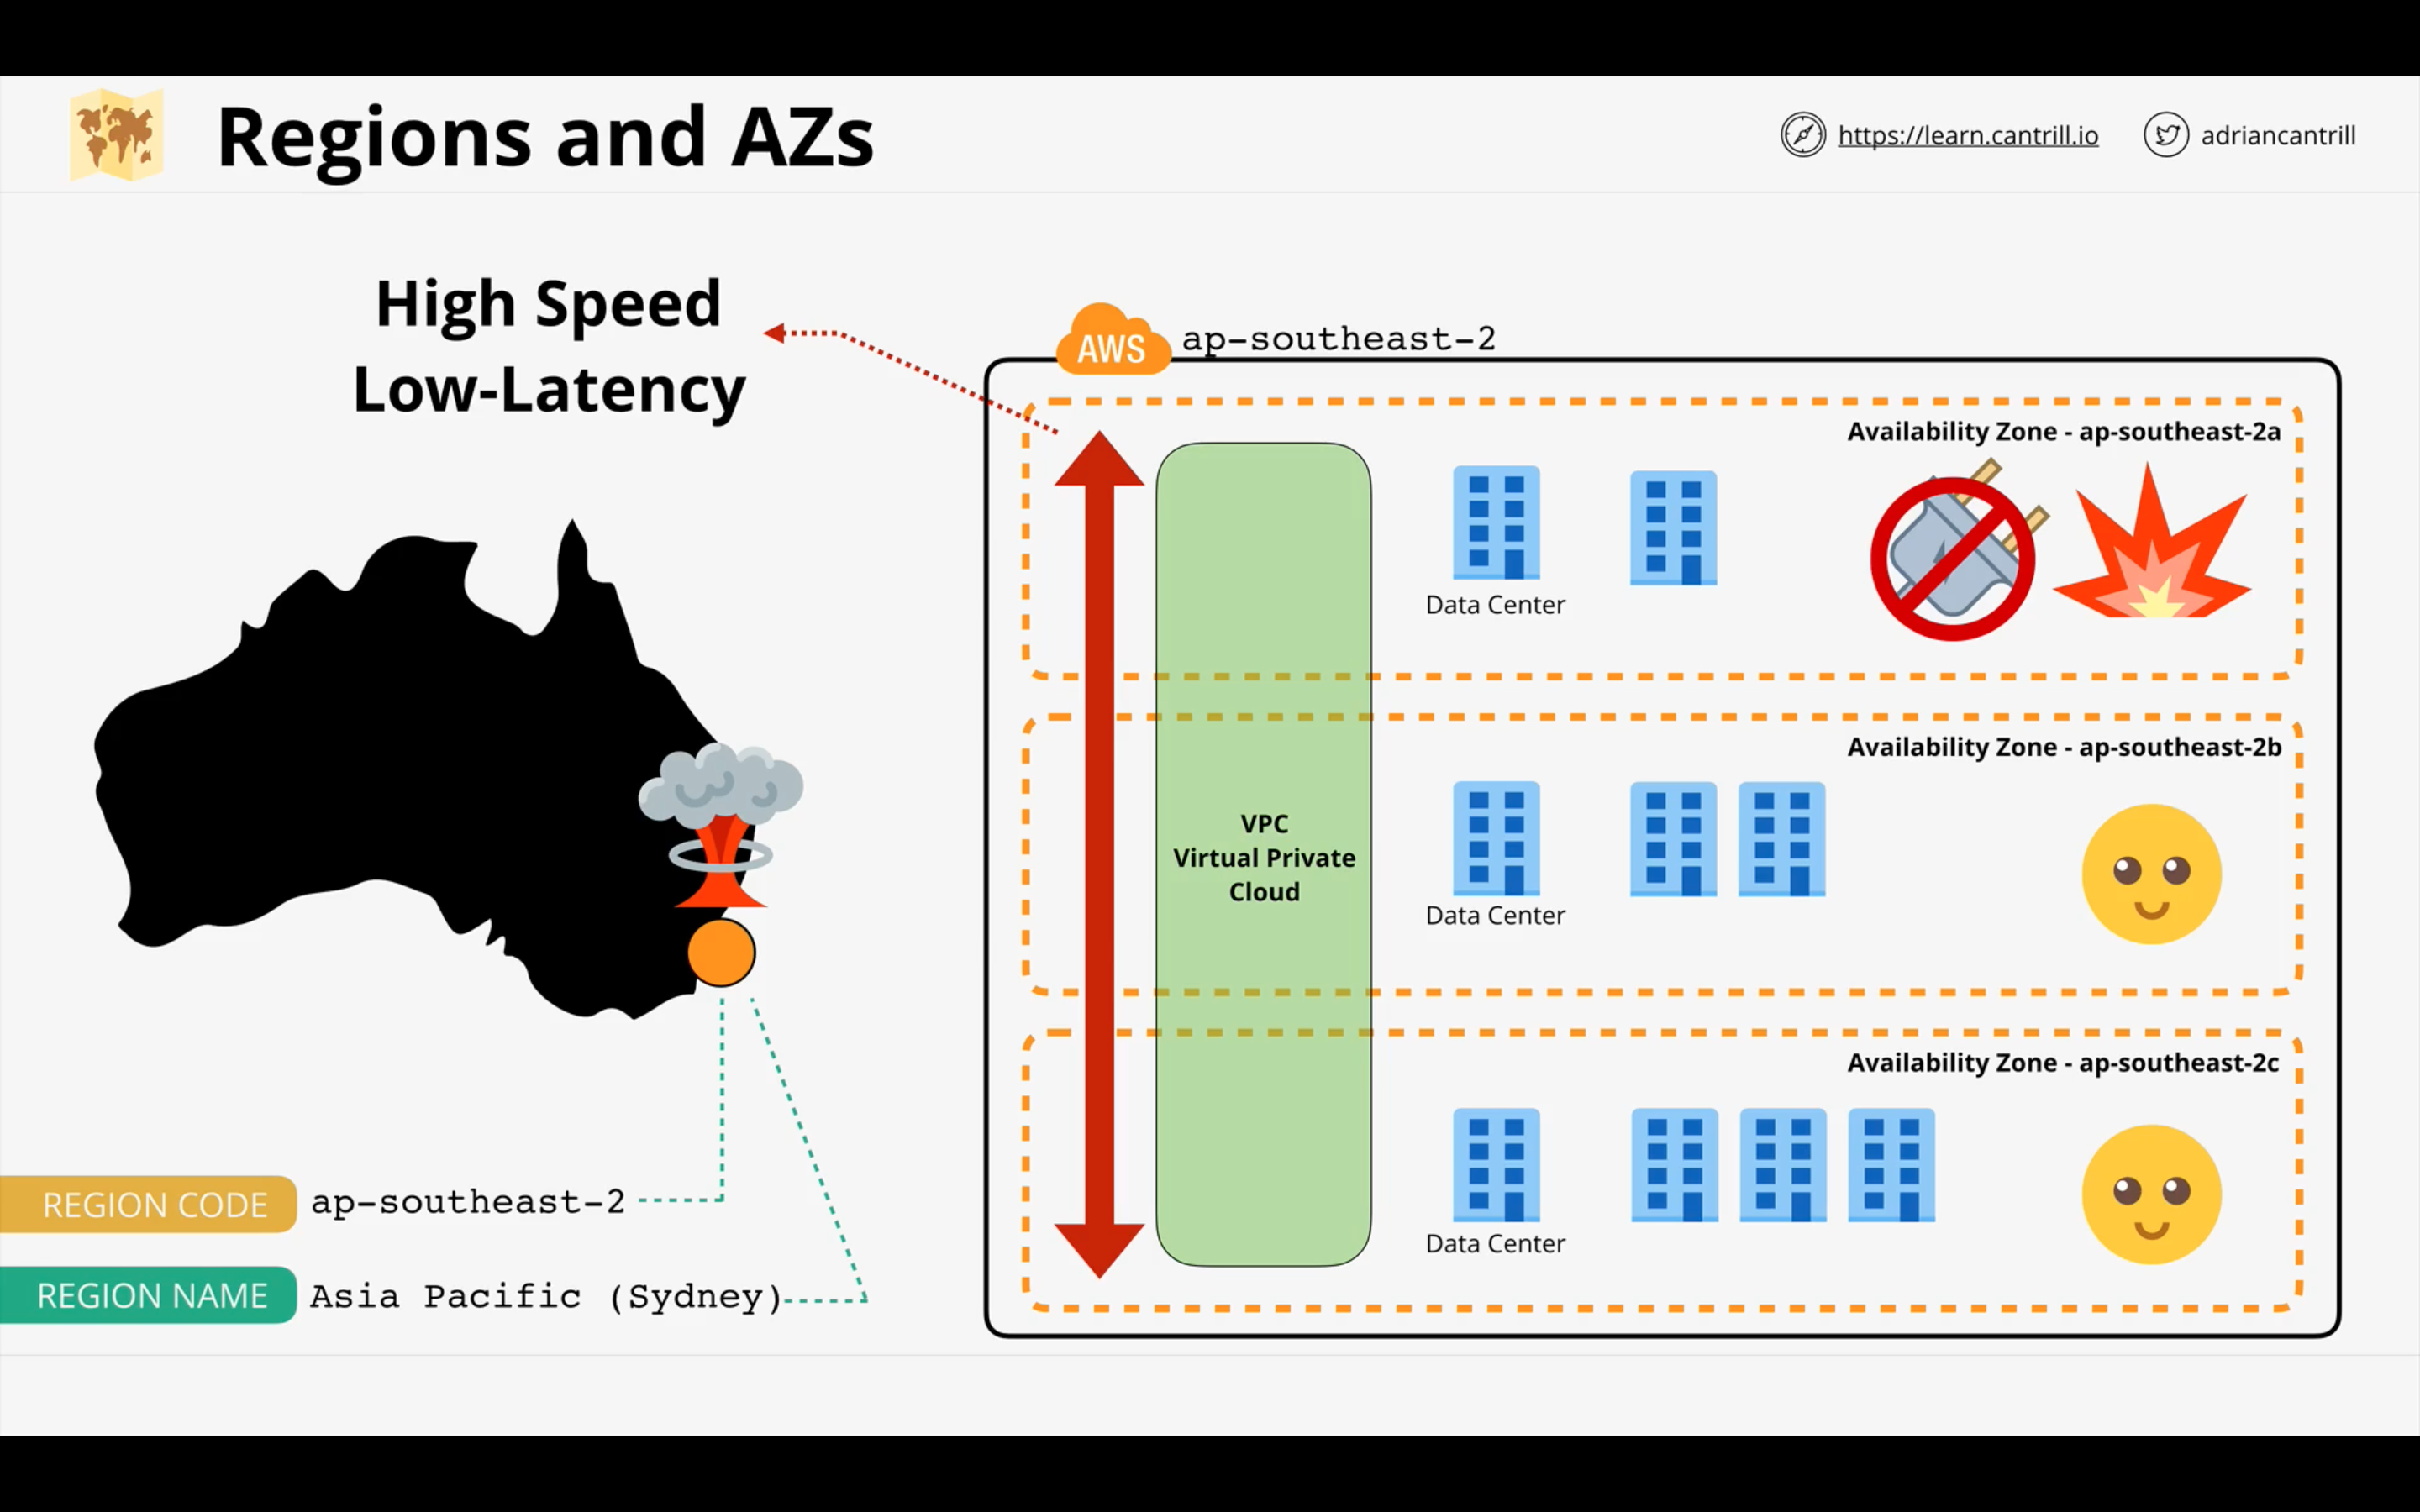 Regions and AZs
https://learn.cantrill.io
adriancantrill
High Speed
Low-Latency
AWS
ap-southeast-2
Availability Zone - ap-southeast-2a
Data Center
Availability Zone - ap-southeast-2b
VPC
Virtual Private
Cloud
Data Center
Availability Zone - ap-southeast-2c
Data Center
REGION CODE
ap-southeast-2
REGION NAME
Asia Pacific (Sydney)